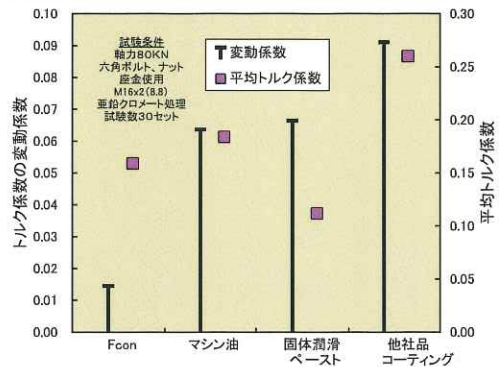 0.10
0.09
0.08
0.07
0.06
0.05
0.04
0.03
0.02
0.01
0.00
トルク係数の変動係数
試験条件
軸力80KN
六角ボルト、ナット
座金使用
M16x2(8.8)
亜鉛クロメート処理
試験数30セット
変動係数
平均トルク係数
0.30
0.25
0.20
0.15
0.10
0.05
0.00
平均トルク係数
Fcon
マシン油
固体潤滑
ペースト
他社品
コーティング